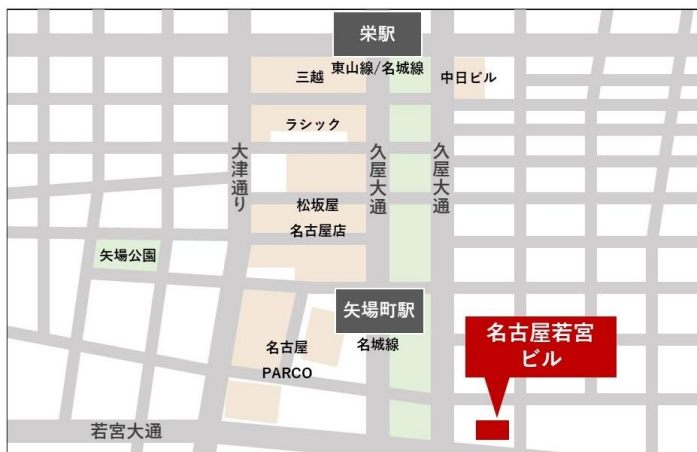 栄駅
東山線/名城線
三越
中日ビル
ラシック
大津通り
久屋大通
久屋大通
松坂屋
名古屋店
矢場公園
矢場町駅
名城線
名古屋若宮
ビル
名古屋
PARCO
若宮大通